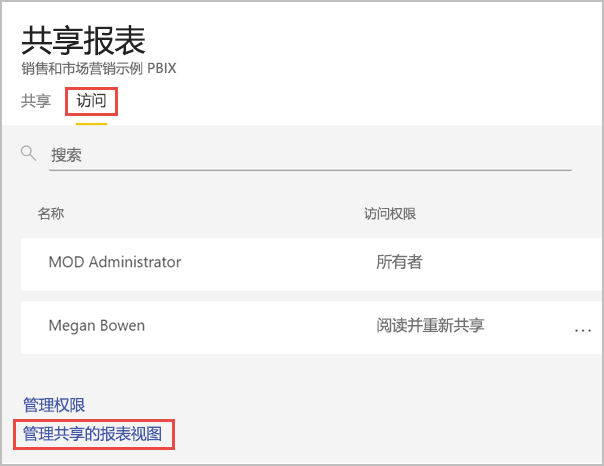 共享报表
销售和市场营销示例 PBIX
共享 访问
搜索
名称 访问权限
MOD Administrator 所有者
Megan Bowen 阅读并重新共享 ...
管理权限
管理共享的报表视图